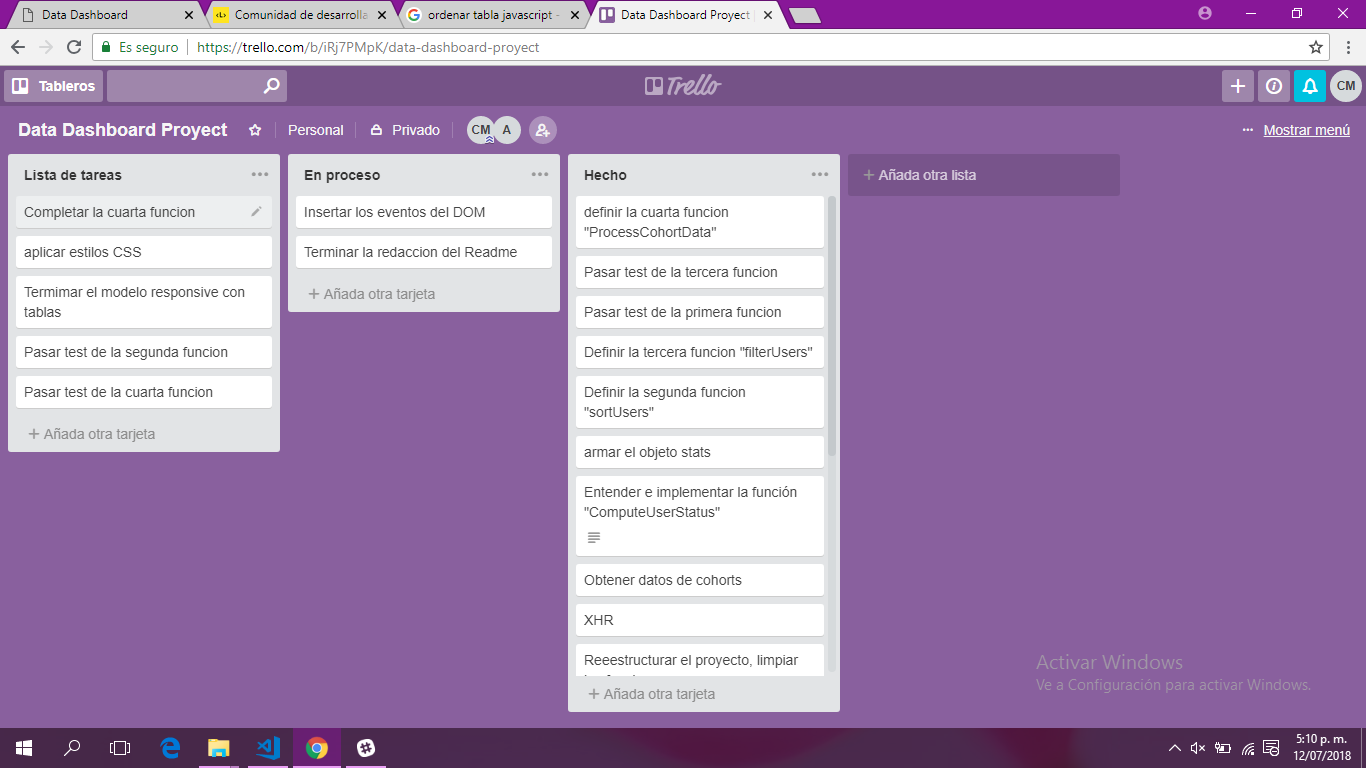 Data Dashboard
Comunidad de desarrolla
ordenar tabla javascript -
Data Dashboard Proyect
Es seguro
https://trello.com/b/iRj7PMpK/data-dashboard-proyect
Tableros
Trello
CM
Data Dashboard Proyect
Personal
Privado
CM
A
Mostrar menú
Lista de tareas
Completar la cuarta funcion
aplicar estilos CSS
Termimar el modelo responsive con
tablas
Pasar test de la segunda funcion
Pasar test de la cuarta funcion
+ Añada otra tarjeta
En proceso
Insertar los eventos del DOM
Terminar la redaccion del Readme
+ Añada otra tarjeta
Hecho
definir la cuarta funcion
"ProcessCohortData"
Pasar test de la tercera funcion
Pasar test de la primera funcion
Definir la tercera funcion "filterUsers"
Definir la segunda funcion
"sortUsers"
armar el objeto stats
Entender e implementar la función
"ComputeUserStatus"
Obtener datos de cohorts
XHR
Reeestructurar el proyecto, limpiar
+ Añada otra tarjeta
+ Añada otra lista
Activar Windows
Ve a Configuración para activar Windows.
5:10 p. m.
12/07/2018